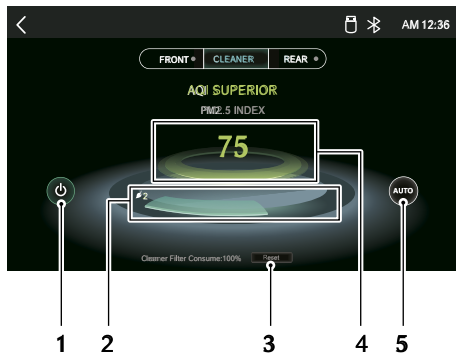 AM 12:36
FRONT CLEANER REAR
AQI SUPERIOR
PM2.5 INDEX
75
2
AUTO
Cleaner Filter Consume:100% Reset
1 2 3 4 5